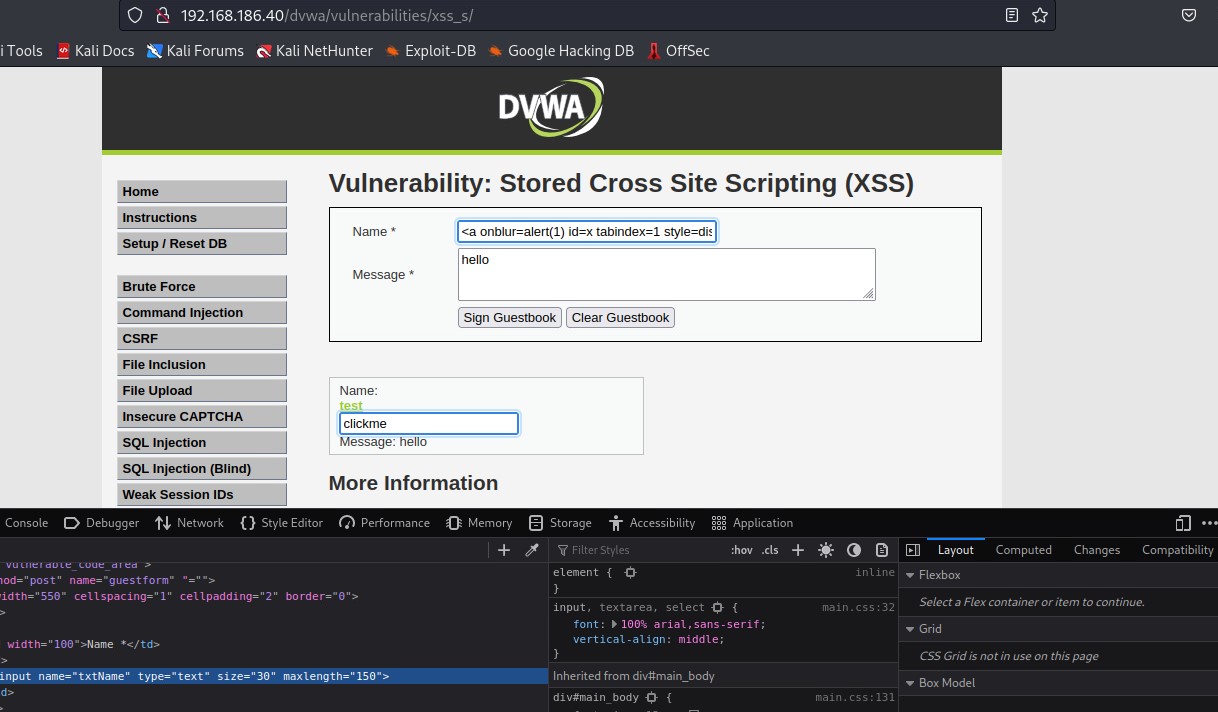 192.168.186.40/dvwa/vulnerabilities/xss_s/
i Tools Kali Docs Kali Forums Kali NetHunter Exploit-DB Google Hacking DB OffSec
DVWA
Home
Instructions
Setup / Reset DB
Brute Force
Command Injection
CSRF
File Inclusion
File Upload
Insecure CAPTCHA
SQL Injection
SQL Injection (Blind)
Weak Session IDs
Vulnerability: Stored Cross Site Scripting (XSS)
Name * <a onblur=alert(1) id=x tabindex=1 style=dis
Message * hello
Sign Guestbook Clear Guestbook
Name:
test
clickme
Message: hello
More Information
Console Debugger Network Style Editor Performance Memory Storage Accessibility Application
Filter Styles :hov .cls Layout Computed Changes Compatibility
vulnerable_code_area">
hod="post" name="guestform" "="">
width="550" cellspacing="1" cellpadding="2" border="0">
>
width="100">Name *</td>
>
input name="txtName" type="text" size="30" maxlength="150">
d>
element { inline
}
input, textarea, select { main.css:32
font: 100% arial,sans-serif;
vertical-align: middle;
}
Inherited from div#main_body
div#main_body { main.css:131
Flexbox
Select a Flex container or item to continue.
Grid
CSS Grid is not in use on this page
Box Model